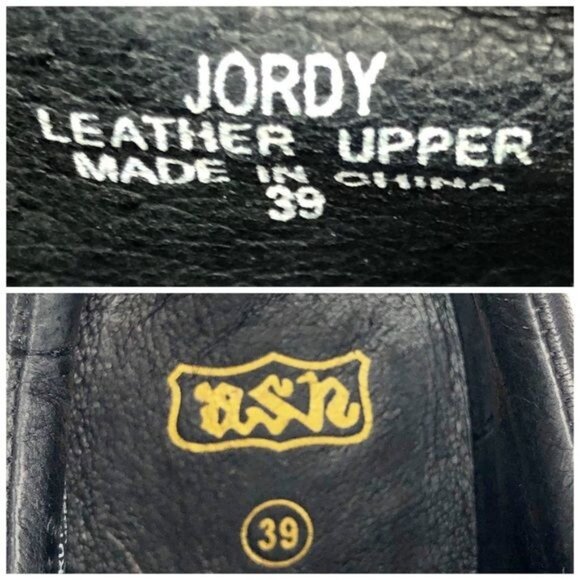 JORDY
LEATHER UPPER
MADE IN CHINA
39
ash
39